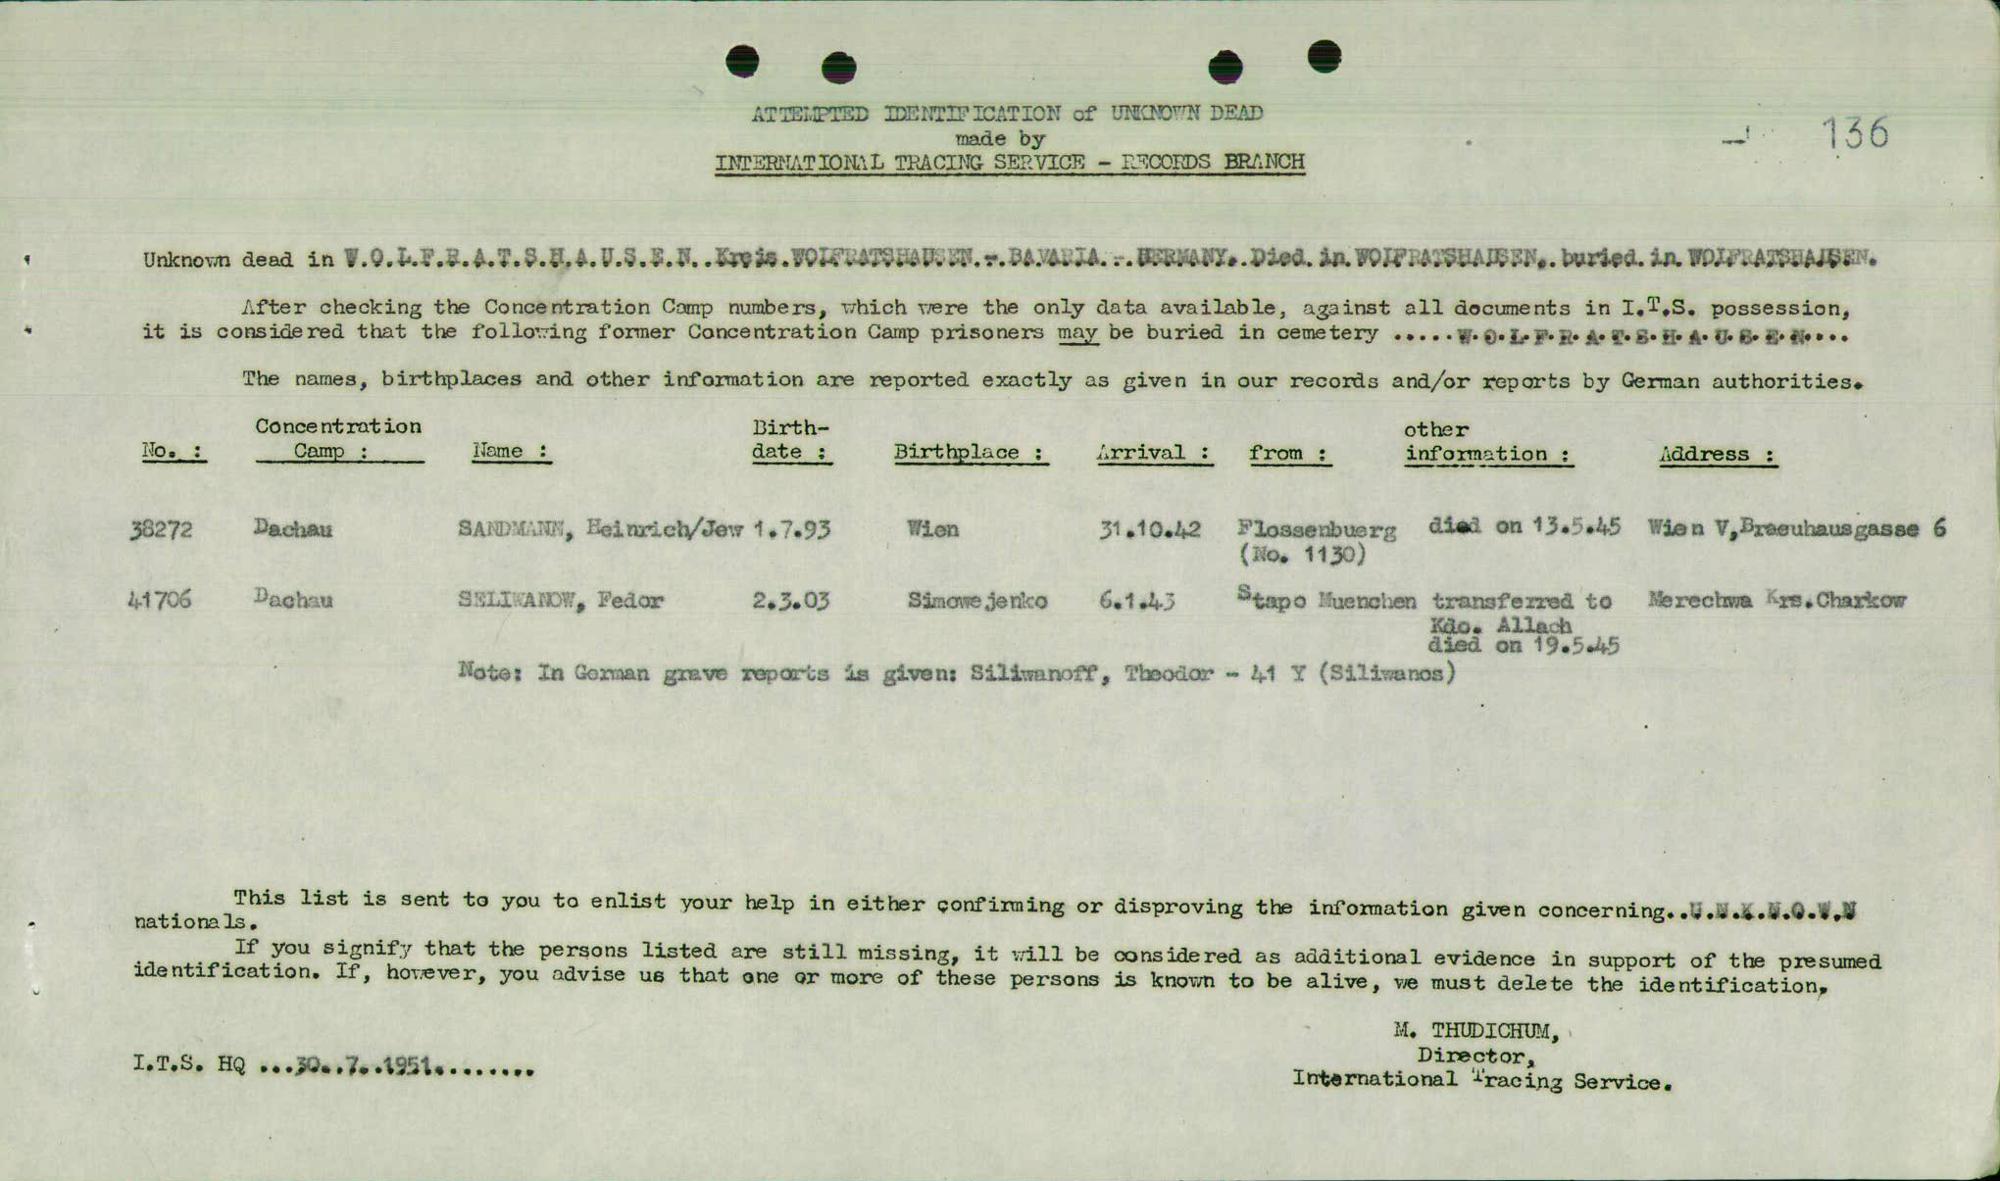 ATTEMPTED IDENTIFICATION of UNKNOWN DEAD
made by
INTERNATIONAL TRACING SERVICE - RECORDS BRANCH
136
Unknown dead in W.O.L.F.R.A.T.S.H.A.U.S.E.N..Kreis.WOLFRATSHAUSEN.-.BAVARIA.-.GERMANY..Died.in.WOLFRATSHAUSEN..buried.in.WOLFRATSHAUSEN.
After checking the Concentration Camp numbers, which were the only data available, against all documents in I.T.S. possession,
it is considered that the following former Concentration Camp prisoners may be buried in cemetery .....W.O.L.F.R.A.T.S.H.A.U.S.E.N....
The names, birthplaces and other information are reported exactly as given in our records and/or reports by German authorities.
No. : Concentration Camp : Name : Birth-date : Birthplace : Arrival : from : other information : Address :
38272 Dachau SANDMANN, Heinrich/Jew 1.7.93 Wien 31.10.42 Flossenbuerg died on 13.5.45 Wien V,Braeuhausgasse 6
(No. 1130)
41706 Dachau SELIWANOW, Fedor 2.3.03 Simowejenko 6.1.43 Stapo Muenchen transferred to Merechwa Krs.Charkow
Kdo. Allach
died on 19.5.45
Note: In German grave reports is given: Siliwanoff, Theodor - 41 Y (Siliwanos)
This list is sent to you to enlist your help in either confirming or disproving the information given concerning..U.N.K.N.O.W.N
nationals.
If you signify that the persons listed are still missing, it will be considered as additional evidence in support of the presumed
identification. If, however, you advise us that one or more of these persons is known to be alive, we must delete the identification,
M. THUDICHUM,
Director,
I.T.S. HQ ...30..7..1951.........
International Tracing Service.